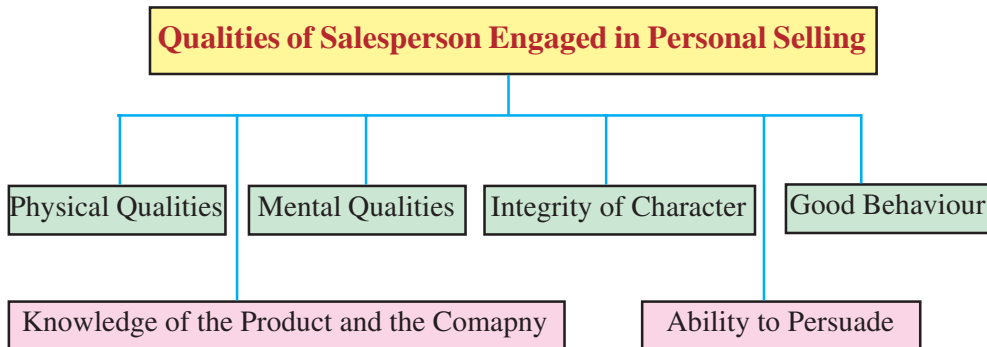 Qualities of Salesperson Engaged in Personal Selling
Physical Qualities
Mental Qualities
Integrity of Character
Good Behaviour
Knowledge of the Product and the Comapny
Ability to Persuade